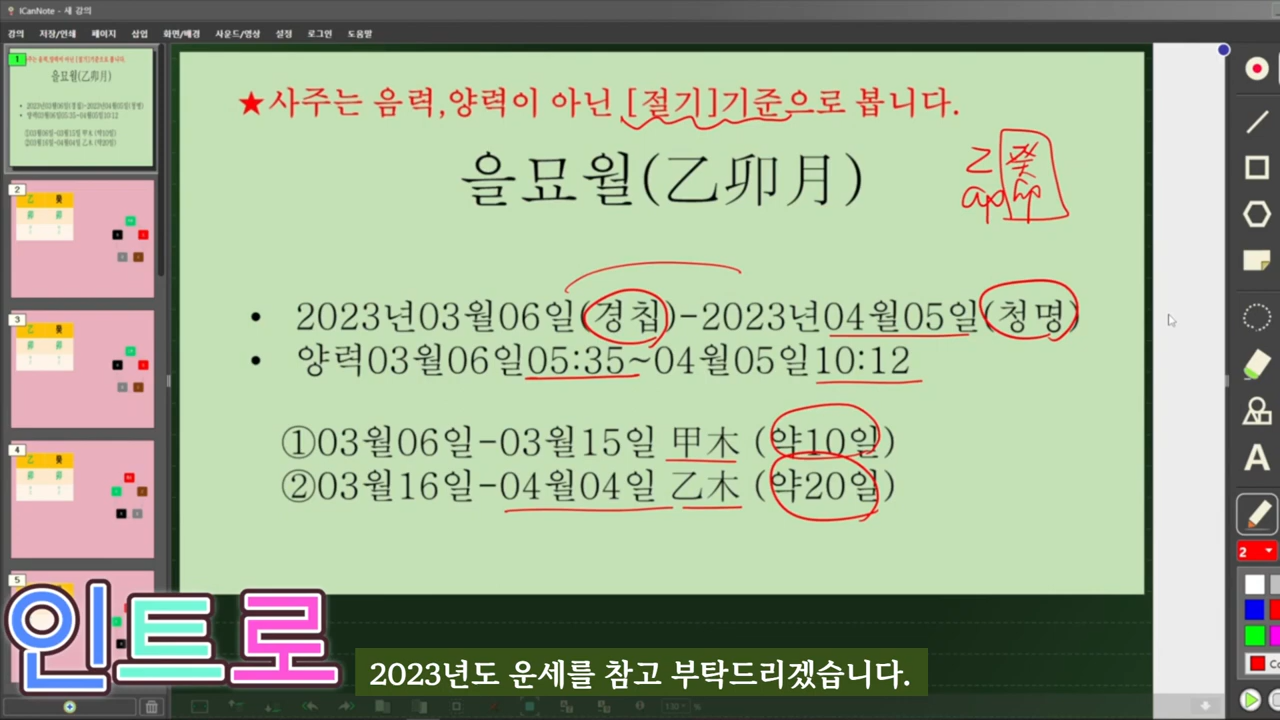 iCanNote - 새 강의
강의 저장/인쇄 페이지 삽입 화면/배경 사운드/영상 설정 로그인 도움말
1
2
3
4
5
★사주는 음력,양력이 아닌 [절기]기준으로 봅니다.
을묘월(乙卯月)
乙 癸
卯 卯
• 2023년03월06일(경칩)-2023년04월05일(청명)
• 양력03월06일05:35~04월05일10:12
①03월06일-03월15일 甲木 (약10일)
②03월16일-04월04일 乙木 (약20일)
인트로
2023년도 운세를 참고 부탁드리겠습니다.
A
2